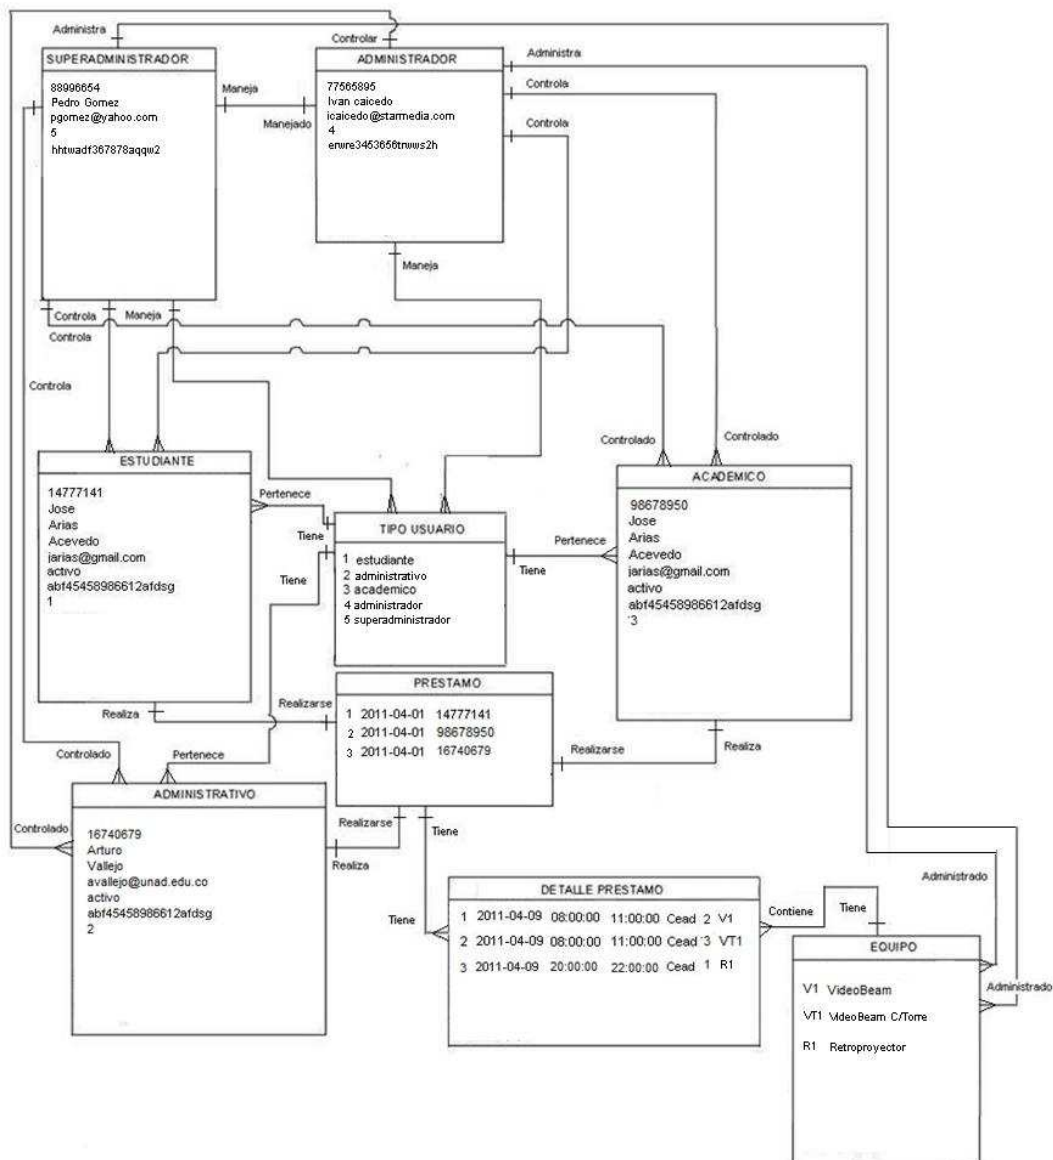 Administra
Controlar
SUPERADMINISTRADOR
88996654
Pedro Gomez
pgomez@yahoo.com
5
hhtwadf367878aqqw2
Maneja
Manejado
ADMINISTRADOR
77565895
Ivan caicedo
icaicedo@starmedia.com
4
Administra
Controla
Controla
Maneja
Controla
Maneja
Controla
Controla
Controlado
Controlado
ESTUDIANTE
14777141
Jose
Arias
Acevedo
jarias@gmail.com
activo
abf45458986612afdsg
1
Pertenece
Tiene
Tiene
TIPO USUARIO
1 estudiante
2 administrativo
3 academico
4 administrador
5 superadministrador
Pertenece
Tiene
ACADEMICO
98678950
Jose
Arias
Acevedo
jarias@gmail.com
activo
abf45458986612afdsg
3
Realiza
Realizarse
PRESTAMO
1 2011-04-01 14777141
2 2011-04-01 98678950
3 2011-04-01 16740679
Realizarse
Realiza
Controlado
Pertenece
ADMINISTRATIVO
16740679
Arturo
Vallejo
avallejo@unad.edu.co
activo
abf45458986612afdsg
2
Controlado
Realizarse
Realiza
Tiene
Tiene
DETALLE PRESTAMO
1 2011-04-09 08:00:00 11:00:00 Cead 2 V1
2 2011-04-09 08:00:00 11:00:00 Cead 3 VT1
3 2011-04-09 20:00:00 22:00:00 Cead 1 R1
Contiene
Tiene
Administrado
Administrado
EQUIPO
V1 VideoBeam
VT1 VideoBeam C/Torre
R1 Retroproyector